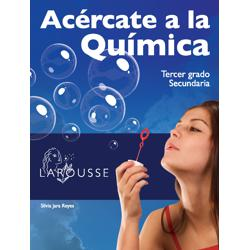 Acércate a la
Química
Tercer grado
Secundaria
LAROUSSE
Silvia Jara Reyes